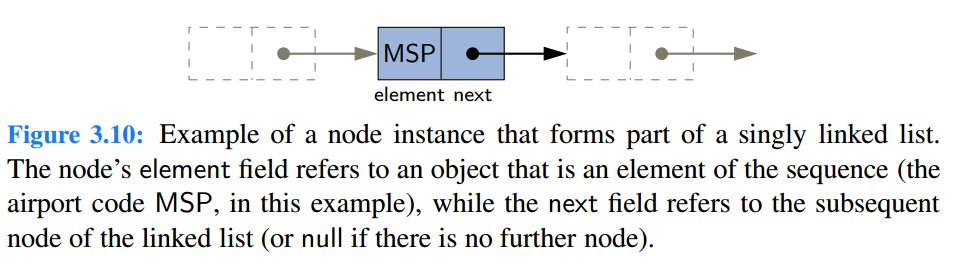 MSP
element next
Figure 3.10: Example of a node instance that forms part of a singly linked list.
The node's element field refers to an object that is an element of the sequence (the
airport code MSP, in this example), while the next field refers to the subsequent
node of the linked list (or null if there is no further node).